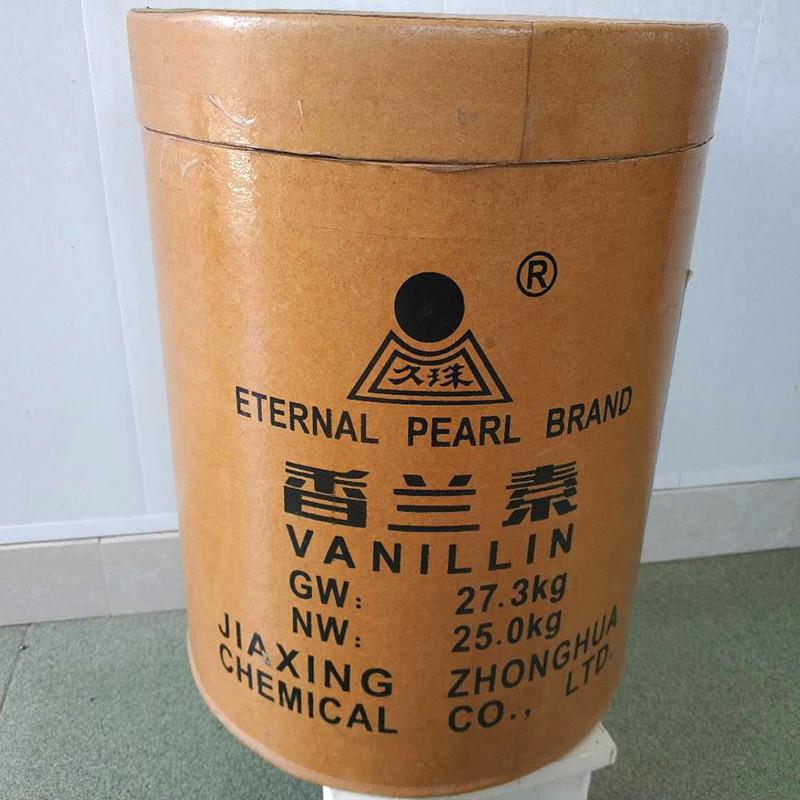 ®
久珠
ETERNAL PEARL BRAND
香兰素
VANILLIN
GW: 27.3kg
NW: 25.0kg
JIAXING ZHONGHUA
CHEMICAL CO., LTD.